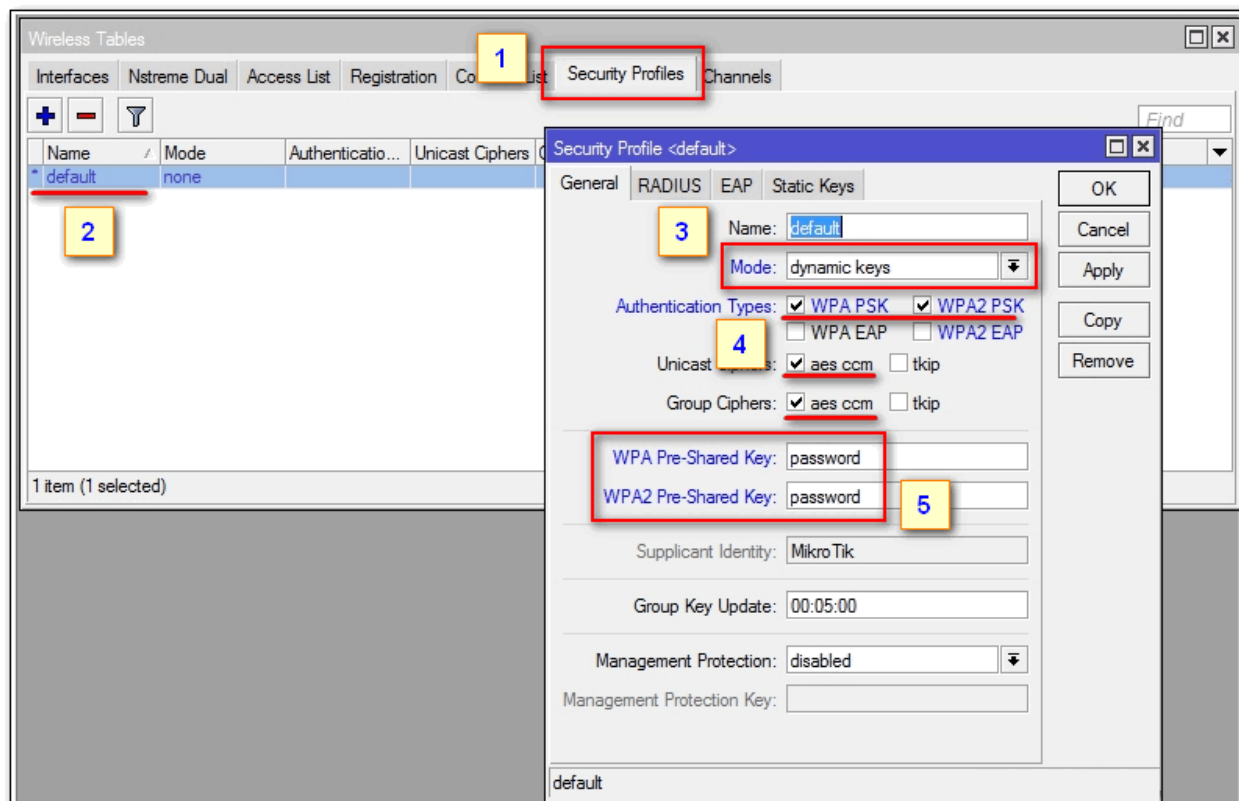 Wireless Tables
1
Interfaces Nstreme Dual Access List Registration Co List Security Profiles Channels
Find
Name Mode Authenticatio... Unicast Ciphers
* default none
2
1 item (1 selected)
Security Profile <default>
General RADIUS EAP Static Keys
OK
Cancel
Apply
Copy
Remove
3
Name: default
Mode: dynamic keys
Authentication Types: WPA PSK WPA2 PSK
WPA EAP WPA2 EAP
4
Unicast Ciphers: aes ccm tkip
Group Ciphers: aes ccm tkip
WPA Pre-Shared Key: password
WPA2 Pre-Shared Key: password
5
Supplicant Identity: MikroTik
Group Key Update: 00:05:00
Management Protection: disabled
Management Protection Key:
default